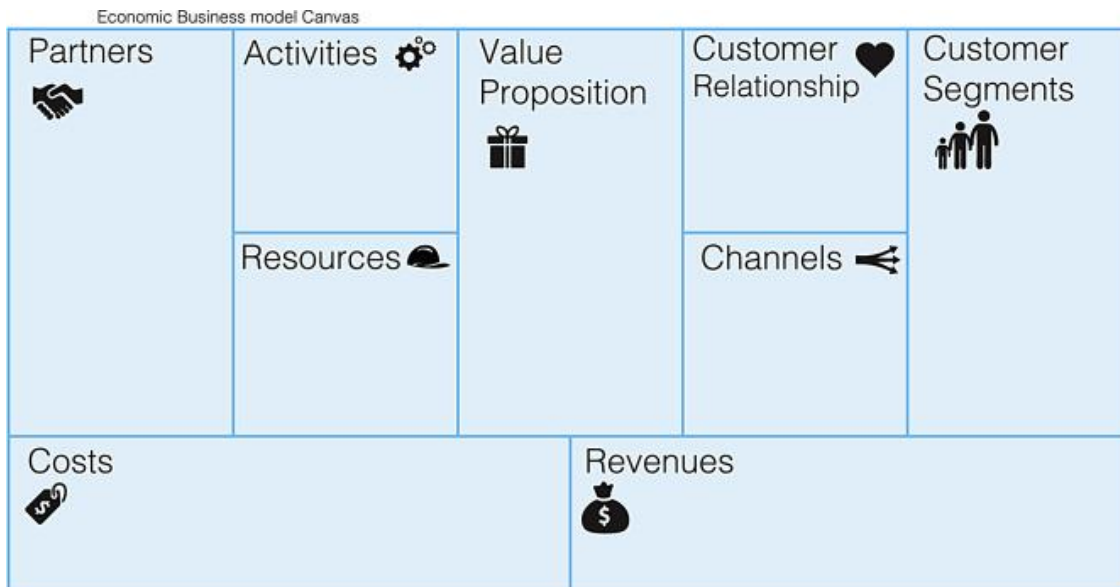 Economic Business model Canvas
Partners
Activities
Value
Proposition
Customer
Relationship
Customer
Segments
Resources
Channels
Costs
$
Revenues
$